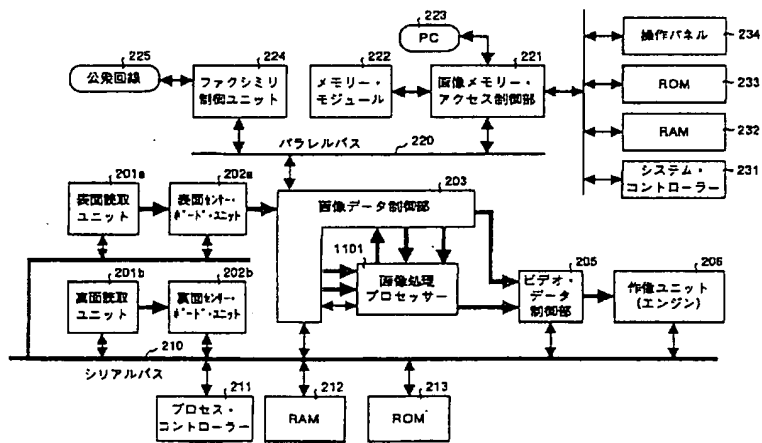 223
PC
225
公衆回線
224
ファクシミリ
制御ユニット
222
メモリー・
モジュール
221
画像メモリー・
アクセス制御部
操作パネル
234
ROM
233
RAM
232
システム・
コントローラー
231
パラレルバス
220
201a
表面読取
ユニット
202a
表面センサー・
ボード・ユニット
203
画像データ制御部
1101
画像処理
プロセッサー
201b
裏面読取
ユニット
202b
裏面センサー・
ボード・ユニット
205
ビデオ・
データ
制御部
206
作像ユニット
(エンジン)
210
シリアルバス
211
プロセス・
コントローラー
212
RAM
213
ROM